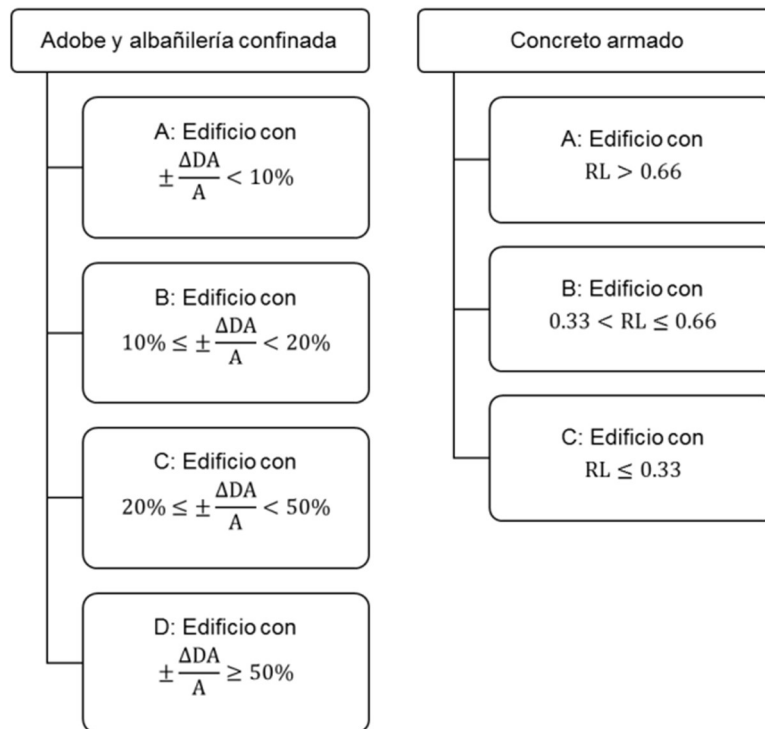 Adobe y albañilería confinada
A: Edificio con
± ΔDA/A < 10%
B: Edificio con
10% ≤ ± ΔDA/A < 20%
C: Edificio con
20% ≤ ± ΔDA/A < 50%
D: Edificio con
± ΔDA/A ≥ 50%
Concreto armado
A: Edificio con
RL > 0.66
B: Edificio con
0.33 < RL ≤ 0.66
C: Edificio con
RL ≤ 0.33